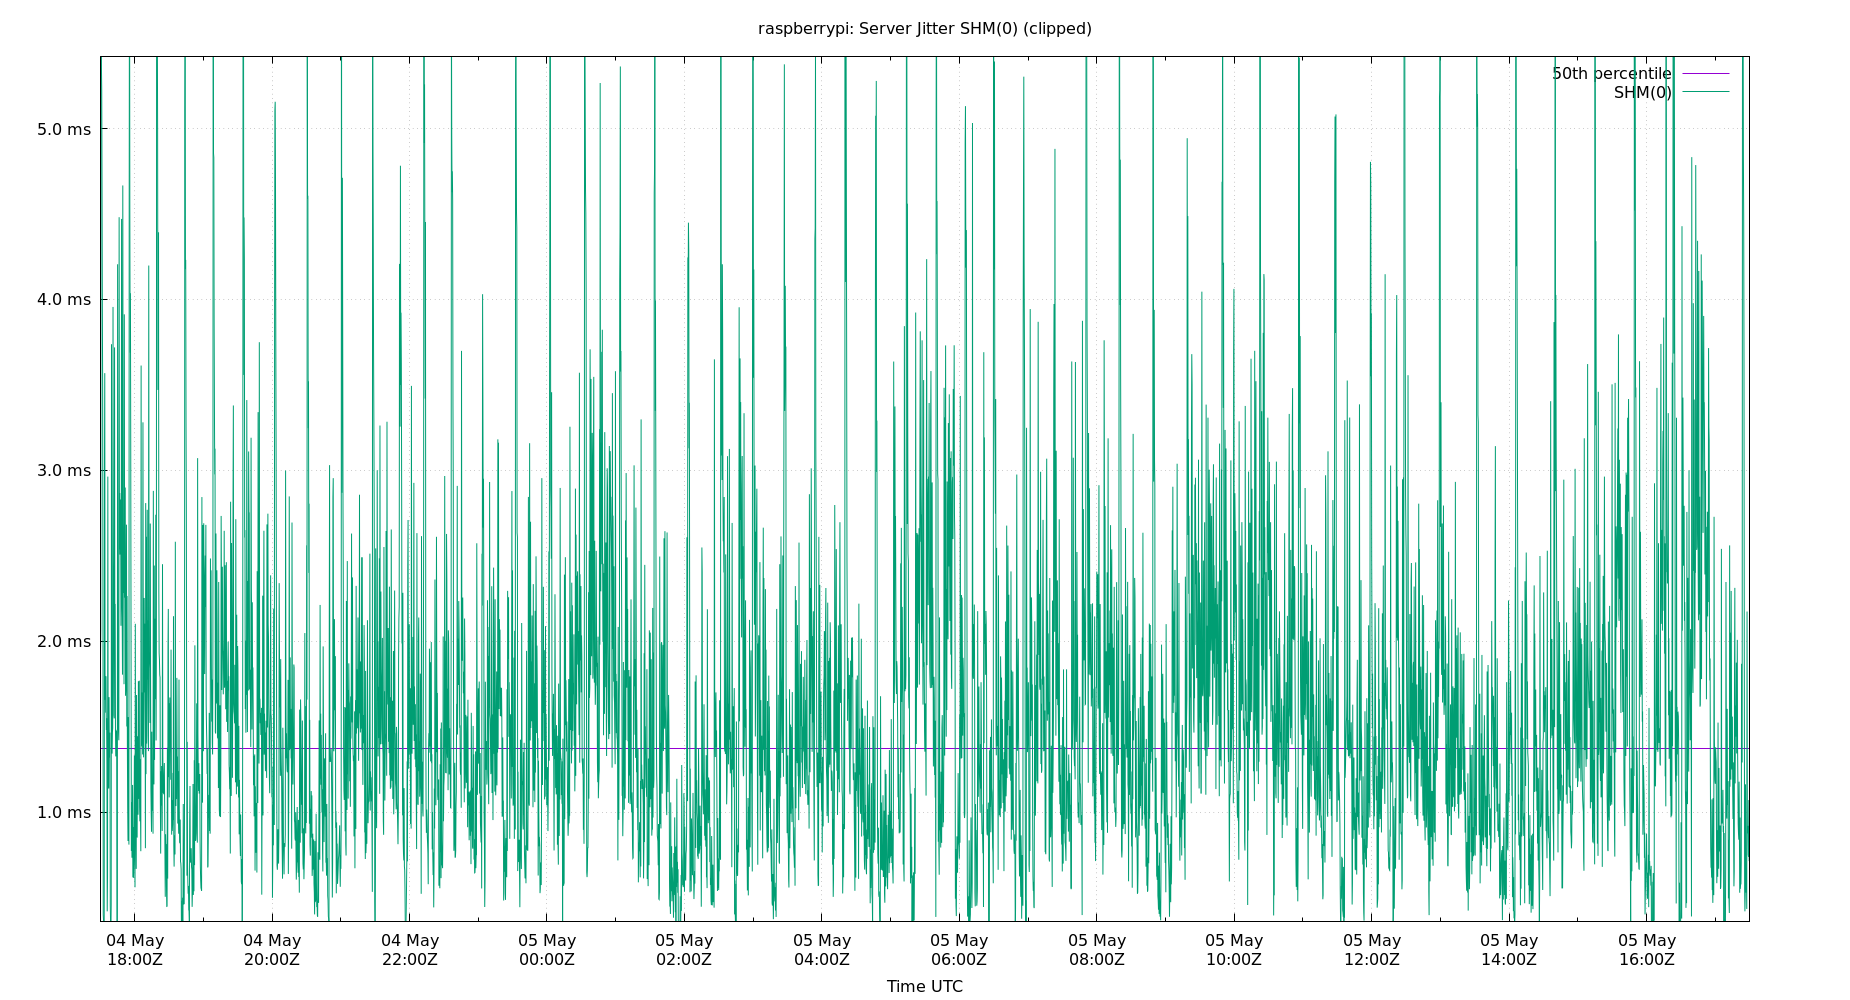 raspberrypi: Server Jitter SHM(0) (clipped)
50th percentile
SHM(0)
5.0 ms
4.0 ms
3.0 ms
2.0 ms
1.0 ms
04 May 04 May 04 May 05 May 05 May 05 May 05 May 05 May 05 May 05 May 05 May 05 May
18:00Z 20:00Z 22:00Z 00:00Z 02:00Z 04:00Z 06:00Z 08:00Z 10:00Z 12:00Z 14:00Z 16:00Z
Time UTC